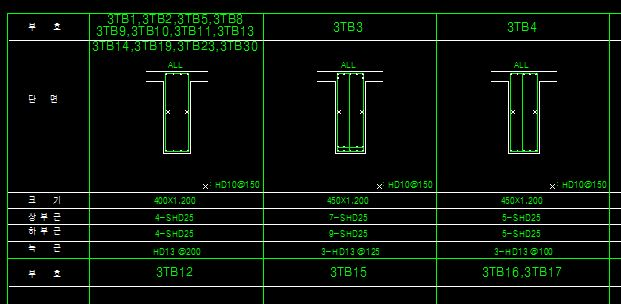 부 호
3TB1,3TB2,3TB5,3TB8
3TB9,3TB10,3TB11,3TB13
3TB14,3TB19,3TB23,3TB30
3TB3
3TB4
단 면
ALL
ALL
ALL
: HD10@150
: HD10@150
: HD10@150
크 기 400X1,200 450X1,200 450X1,200
상 부 근 4-SHD25 7-SHD25 5-SHD25
하 부 근 4-SHD25 9-SHD25 5-SHD25
늑 근 HD13 @200 3-HD13 @125 3-HD13 @100
부 호 3TB12 3TB15 3TB16,3TB17